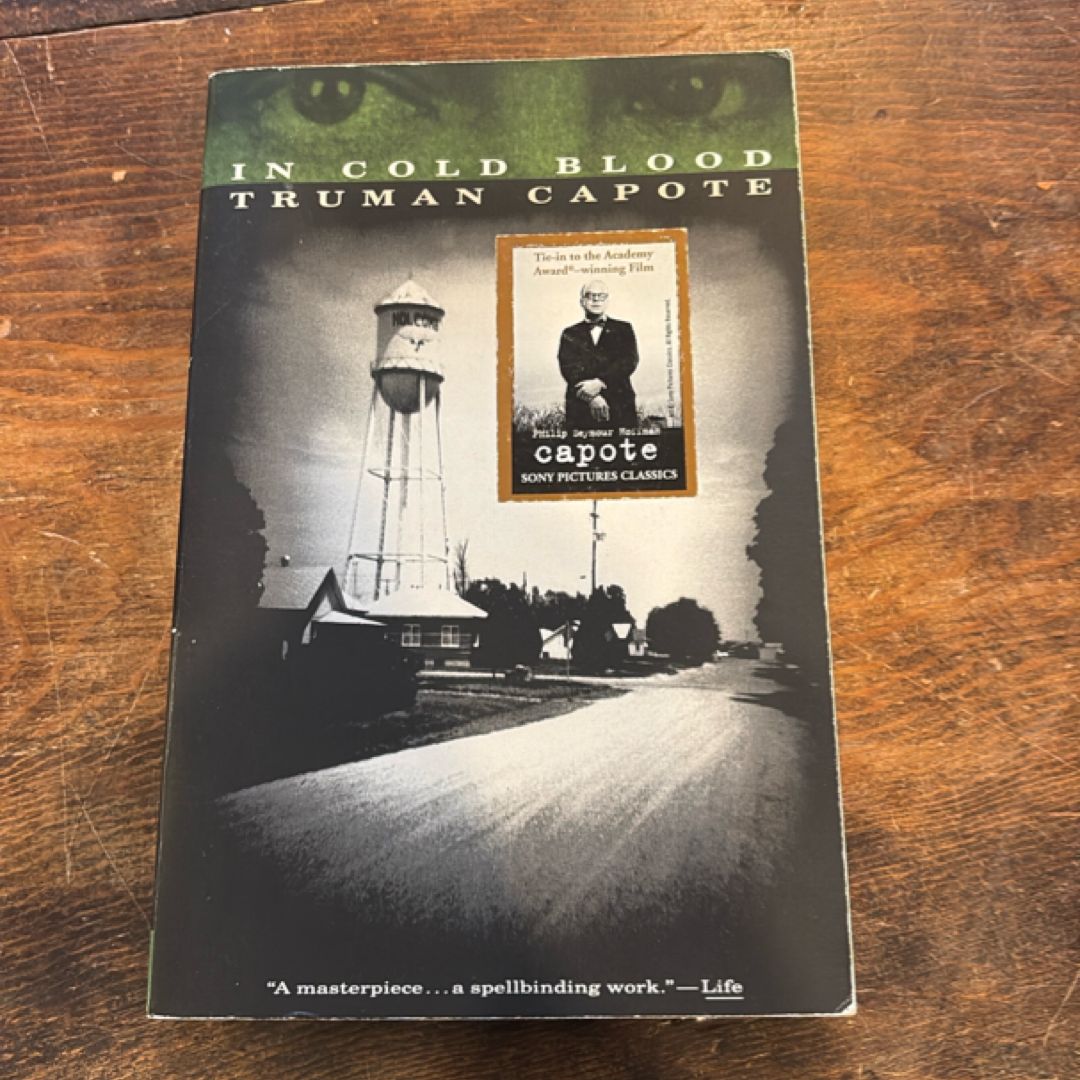 IN COLD BLOOD
TRUMAN CAPOTE
Tie-in to the Academy
Award®-winning Film
HOLCOMB
Philip Seymour Hoffman
capote
SONY PICTURES CLASSICS
"A masterpiece...a spellbinding work."—Life